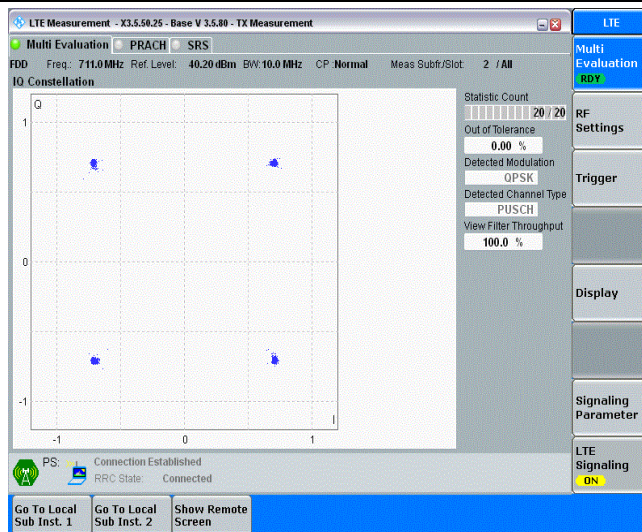 LTE Measurement - X3.5.50.25 - Base V 3.5.80 - TX Measurement
LTE
Multi Evaluation PRACH SRS
FDD Freq.: 711.0 MHz Ref. Level: 40.20 dBm BW:10.0 MHz CP :Normal Meas Subfr./Slot: 2 / All
IQ Constellation
Q
1
0
-1
-1 0 1
I
Statistic Count
20 / 20
Out of Tolerance
0.00 %
Detected Modulation
QPSK
Detected Channel Type
PUSCH
View Filter Throughput
100.0 %
Multi
Evaluation
RDY
RF
Settings
Trigger
Display
Signaling
Parameter
LTE
Signaling
ON
PS: Connection Established
RRC State: Connected
Go To Local
Sub Inst. 1
Go To Local
Sub Inst. 2
Show Remote
Screen